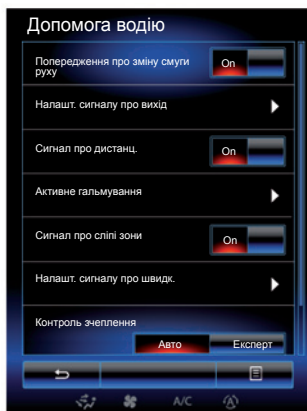 Допомога водію
Попередження про зміну смуги
руху
On
Налашт. сигналу про вихід
Сигнал про дистанц.
On
Активне гальмування
Сигнал про сліпі зони
On
Налашт. сигналу про швидк.
Контроль зчеплення
Авто
Експерт
A/C
A